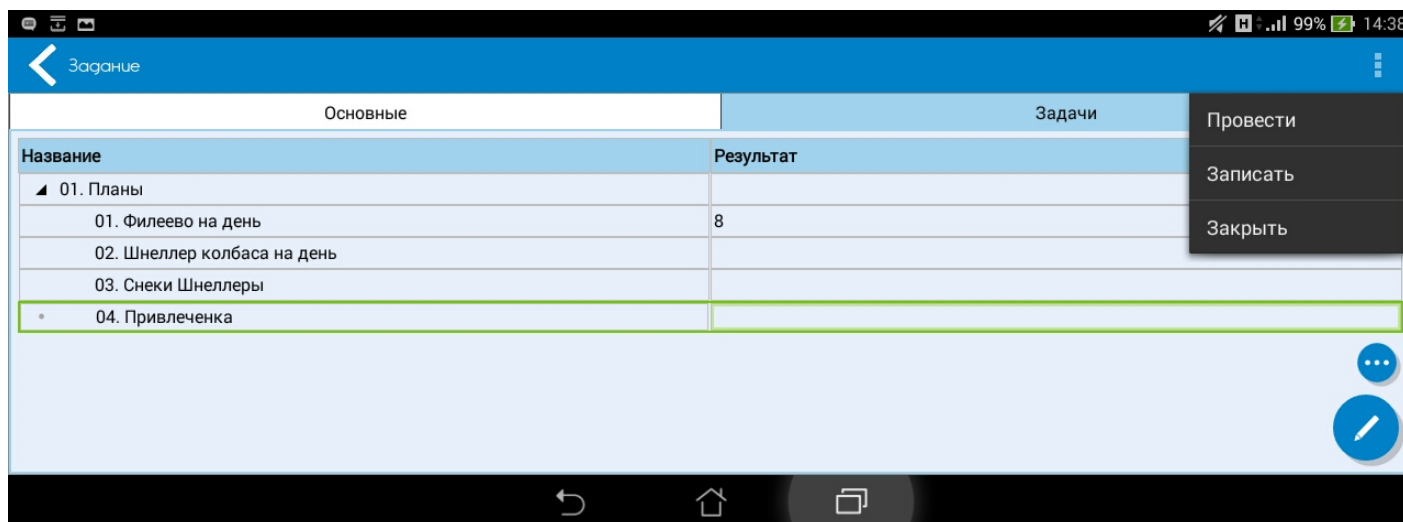 H 99% 14:38
Задание
Основные Задачи
Провести
Название Результат
Записать
01. Планы
01. Филеево на день 8
Закрыть
02. Шнеллер колбаса на день
03. Снеки Шнеллеры
04. Привлеченка